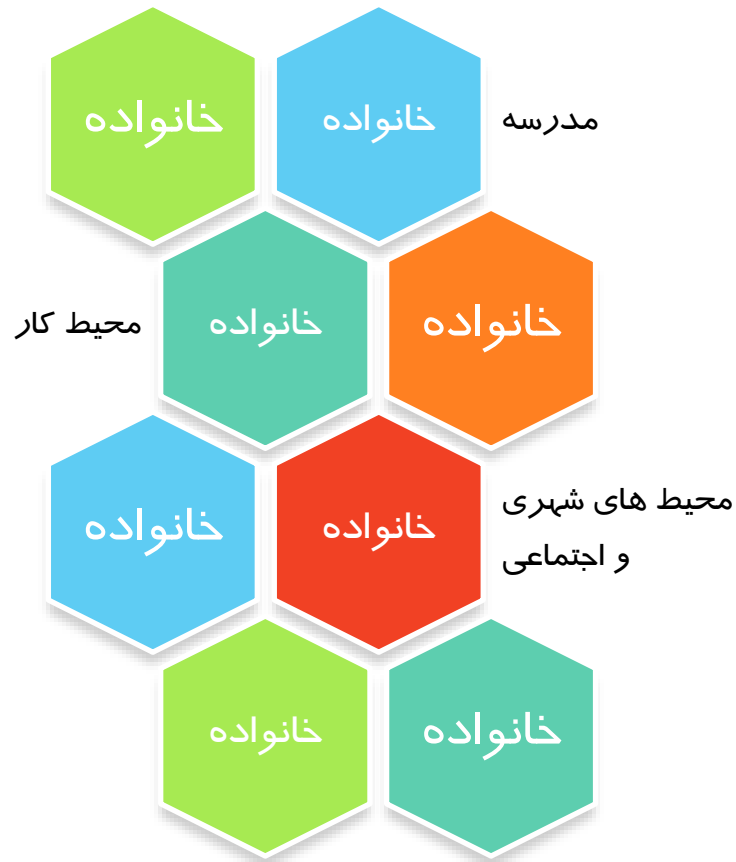 خانواده
خانواده
مدرسه
محیط کار
خانواده
خانواده
خانواده
خانواده
محیط های شهری
و اجتماعی
خانواده
خانواده